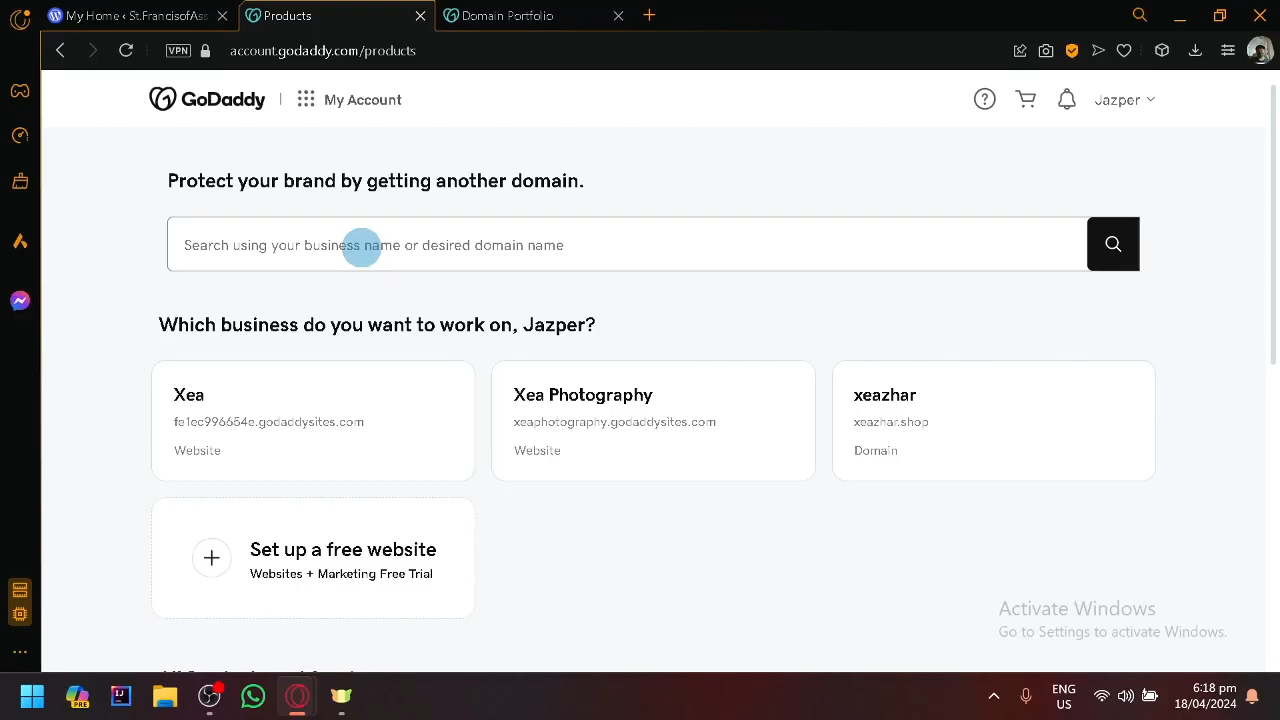 My Home ‹ St.FrancisofAss
Products
Domain Portfolio
VPN
account.godaddy.com/products
GoDaddy
My Account
Jazper
Protect your brand by getting another domain.
Search using your business name or desired domain name
Which business do you want to work on, Jazper?
Xea
fe1ec996654e.godaddysites.com
Website
Xea Photography
xeaphotography.godaddysites.com
Website
xeazhar
xeazhar.shop
Domain
Set up a free website
Websites + Marketing Free Trial
Activate Windows
Go to Settings to activate Windows.
PRE
ENG
US
6:18 pm
18/04/2024